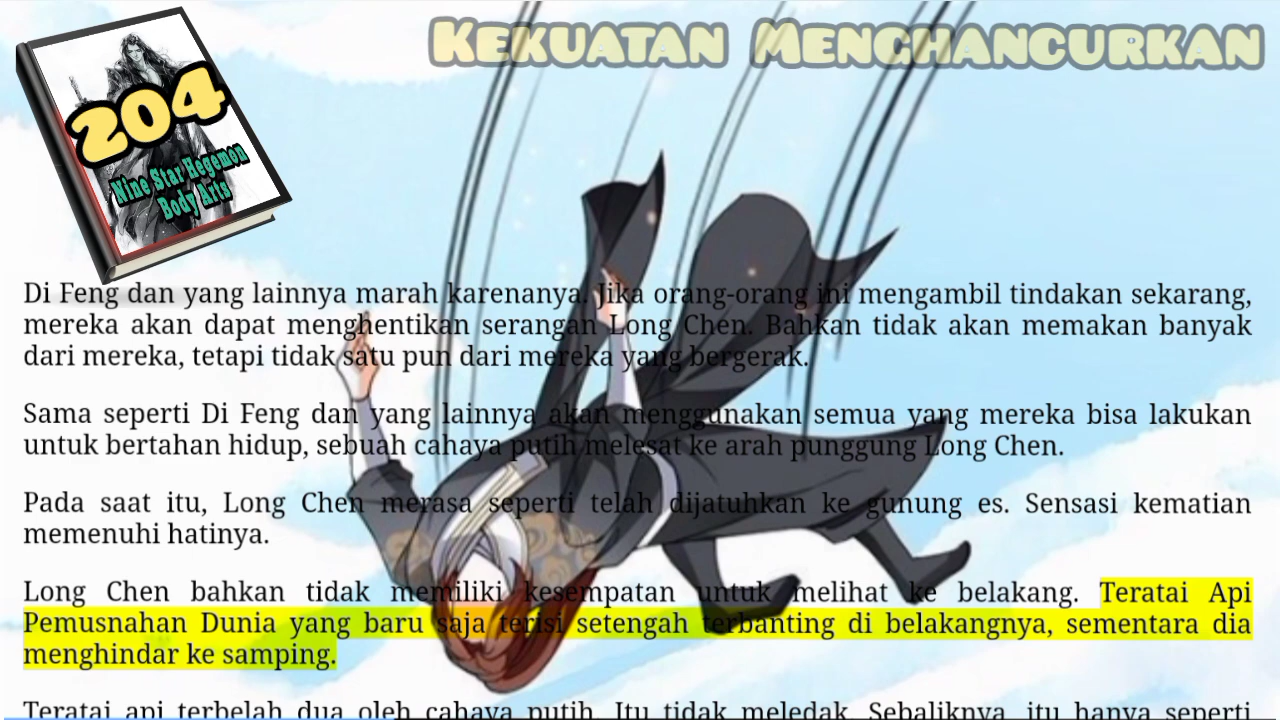 KEKUATAN MENGHANCURKAN
204
Nine Star Hegemon
Body Arts
Di Feng dan yang lainnya marah karenanya. Jika orang-orang ini mengambil tindakan sekarang,
mereka akan dapat menghentikan serangan Long Chen. Bahkan tidak akan memakan banyak
dari mereka, tetapi tidak satu pun dari mereka yang bergerak.
Sama seperti Di Feng dan yang lainnya akan menggunakan semua yang mereka bisa lakukan
untuk bertahan hidup, sebuah cahaya putih melesat ke arah punggung Long Chen.
Pada saat itu, Long Chen merasa seperti telah dijatuhkan ke gunung es. Sensasi kematian
memenuhi hatinya.
Long Chen bahkan tidak memiliki kesempatan untuk melihat ke belakang. Teratai Api
Pemusnahan Dunia yang baru saja terisi setengah terbanting di belakangnya, sementara dia
menghindar ke samping.
Teratai api terbelah dua oleh cahaya putih. Itu tidak meledak. Sebaliknya, itu hanya seperti